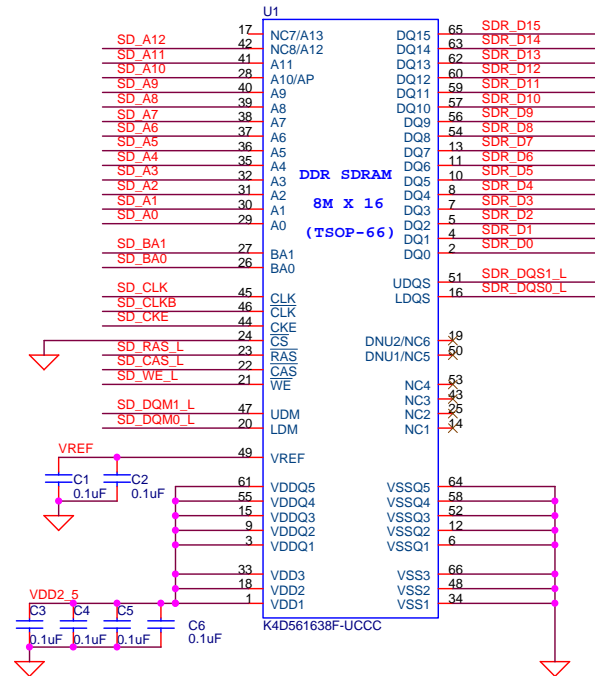 U1
17 NC7/A13 DQ15 65 SDR_D15
SD_A12 42 NC8/A12 DQ14 63 SDR_D14
SD_A11 41 A11 DQ13 62 SDR_D13
SD_A10 28 A10/AP DQ12 60 SDR_D12
SD_A9 40 A9 DQ11 59 SDR_D11
SD_A8 39 A8 DQ10 57 SDR_D10
SD_A7 38 A7 DQ9 56 SDR_D9
SD_A6 37 A6 DQ8 54 SDR_D8
SD_A5 36 A5 DQ7 13 SDR_D7
SD_A4 35 A4 DQ6 11 SDR_D6
SD_A3 32 A3 DQ5 10 SDR_D5
SD_A2 31 A2 DQ4 8 SDR_D4
SD_A1 30 A1 DQ3 7 SDR_D3
SD_A0 29 A0 DQ2 5 SDR_D2
DQ1 4 SDR_D1
DQ0 2 SDR_D0
DDR SDRAM
8M X 16
(TSOP-66)
SD_BA1 27 BA1
SD_BA0 26 BA0
UDQS 51 SDR_DQS1_L
LDQS 16 SDR_DQS0_L
SD_CLK 45 CLK
SD_CLKB 46 CLK
SD_CKE 44 CKE
24 CS DNU2/NC6 19
SD_RAS_L 23 RAS DNU1/NC5 50
SD_CAS_L 22 CAS
SD_WE_L 21 WE NC4 53
NC3 43
SD_DQM1_L 47 UDM NC2 25
SD_DQM0_L 20 LDM NC1 14
VREF 49 VREF
C1 0.1uF
C2 0.1uF
61 VDDQ5 VSSQ5 64
55 VDDQ4 VSSQ4 58
15 VDDQ3 VSSQ3 52
9 VDDQ2 VSSQ2 12
3 VDDQ1 VSSQ1 6
33 VDD3 VSS3 66
18 VDD2 VSS2 48
VDD2_5 1 VDD1 VSS1 34
C3 C4 C5 C6
0.1uF 0.1uF 0.1uF 0.1uF
K4D561638F-UCCC